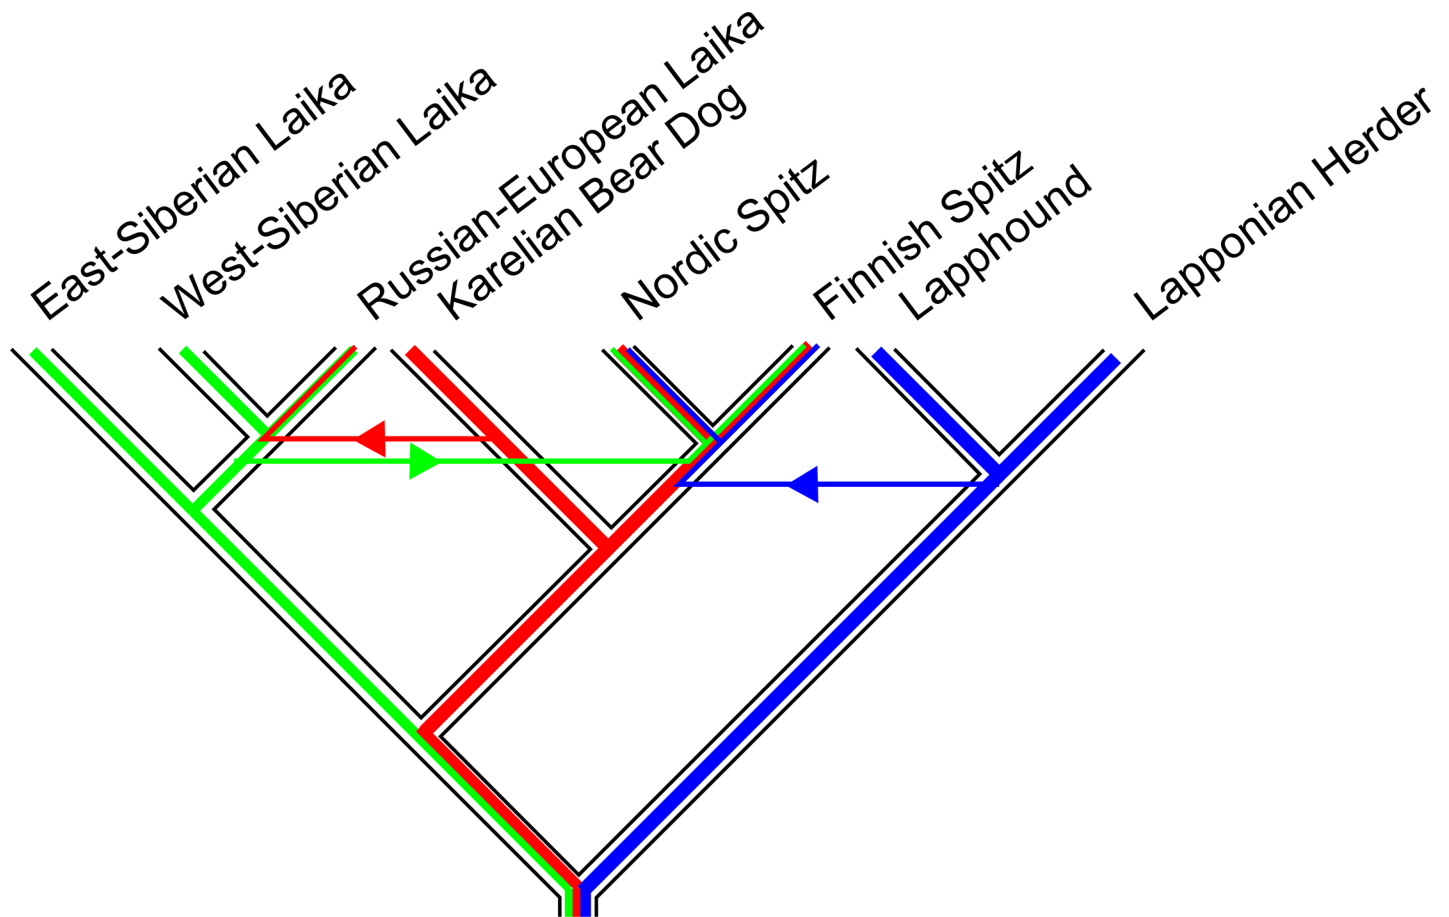 East-Siberian Laika
West-Siberian Laika
Russian-European Laika
Karelian Bear Dog
Nordic Spitz
Finnish Spitz
Lapphound
Lapponian Herder